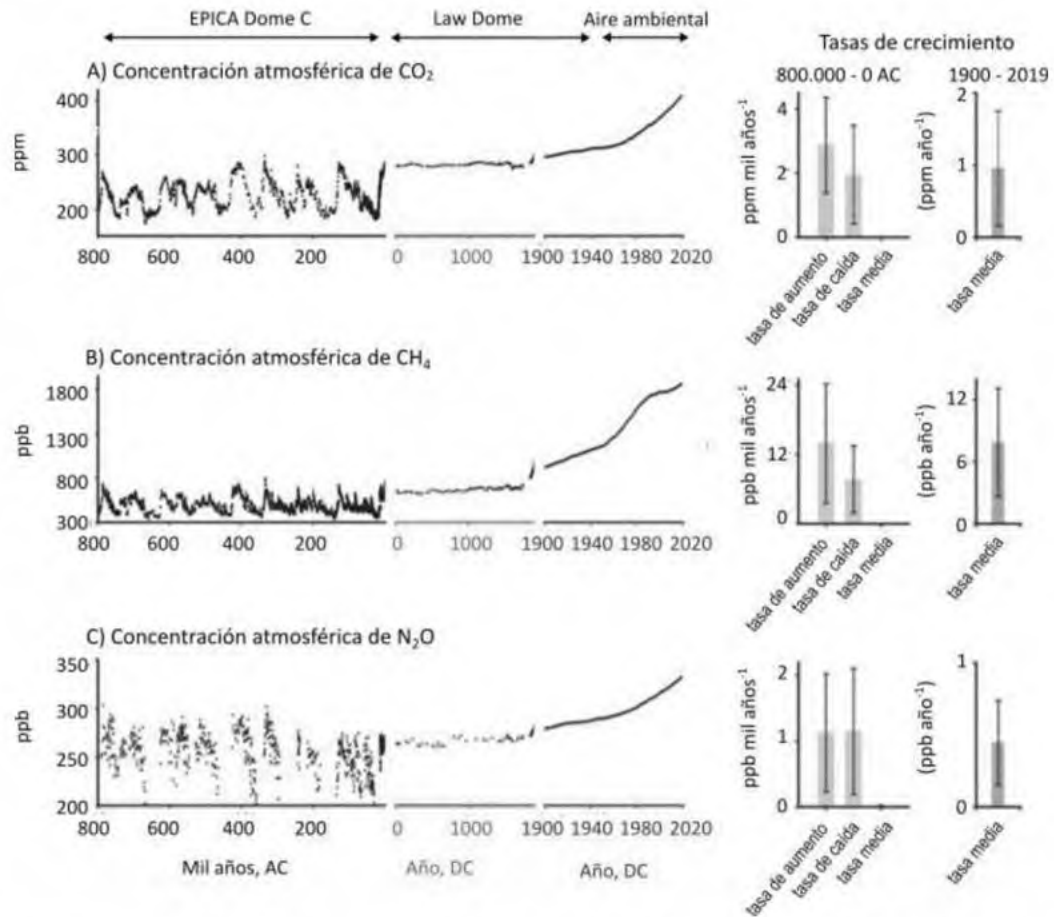 EPICA Dome C
Law Dome
Aire ambiental
Tasas de crecimiento
800.000 - 0 AC
1900 - 2019
A) Concentración atmosférica de CO₂
ppm
400
300
200
800
600
400
200
0
1000
1900
1940
1980
2020
ppm mil años⁻¹
4
2
0
tasa de aumento
tasa de caída
tasa media
(ppm año⁻¹)
2
1
0
tasa media
B) Concentración atmosférica de CH₄
ppb
1800
1300
800
300
800
600
400
200
0
1000
1900
1940
1980
2020
ppb mil años⁻¹
24
12
0
tasa de aumento
tasa de caída
tasa media
(ppb año⁻¹)
12
6
0
tasa media
C) Concentración atmosférica de N₂O
ppb
350
300
250
200
800
600
400
200
0
1000
1900
1940
1980
2020
Mil años, AC
Año, DC
Año, DC
ppb mil años⁻¹
2
1
0
tasa de aumento
tasa de caída
tasa media
(ppb año⁻¹)
1
0
tasa media